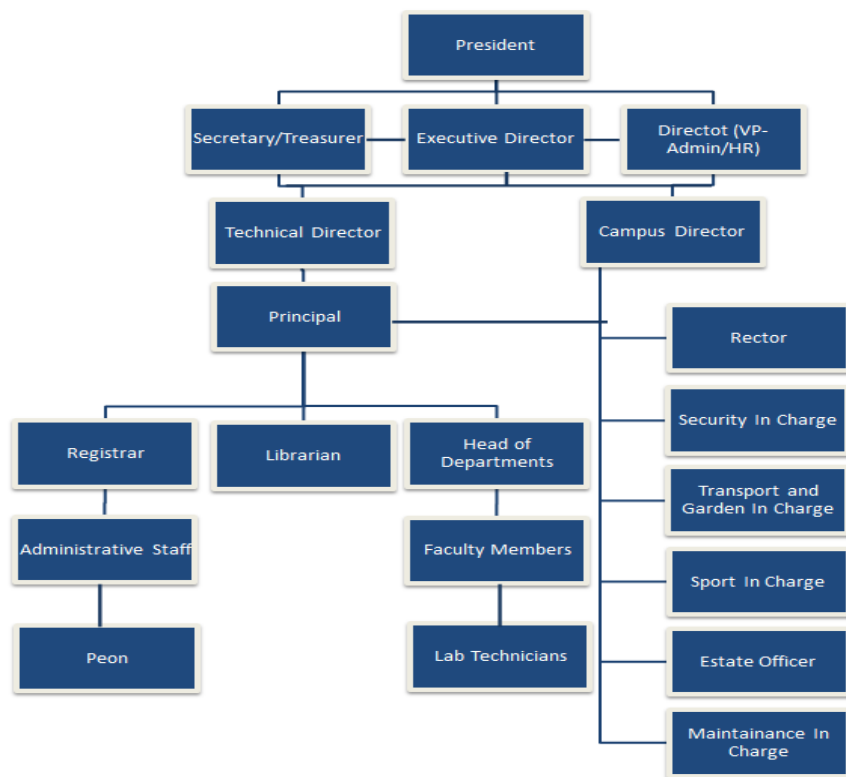 President
Secretary/Treasurer
Executive Director
Directot (VP-
Admin/HR)
Technical Director
Campus Director
Principal
Rector
Registrar
Librarian
Head of
Departments
Security In Charge
Administrative Staff
Faculty Members
Transport and
Garden In Charge
Sport In Charge
Peon
Lab Technicians
Estate Officer
Maintainance In
Charge